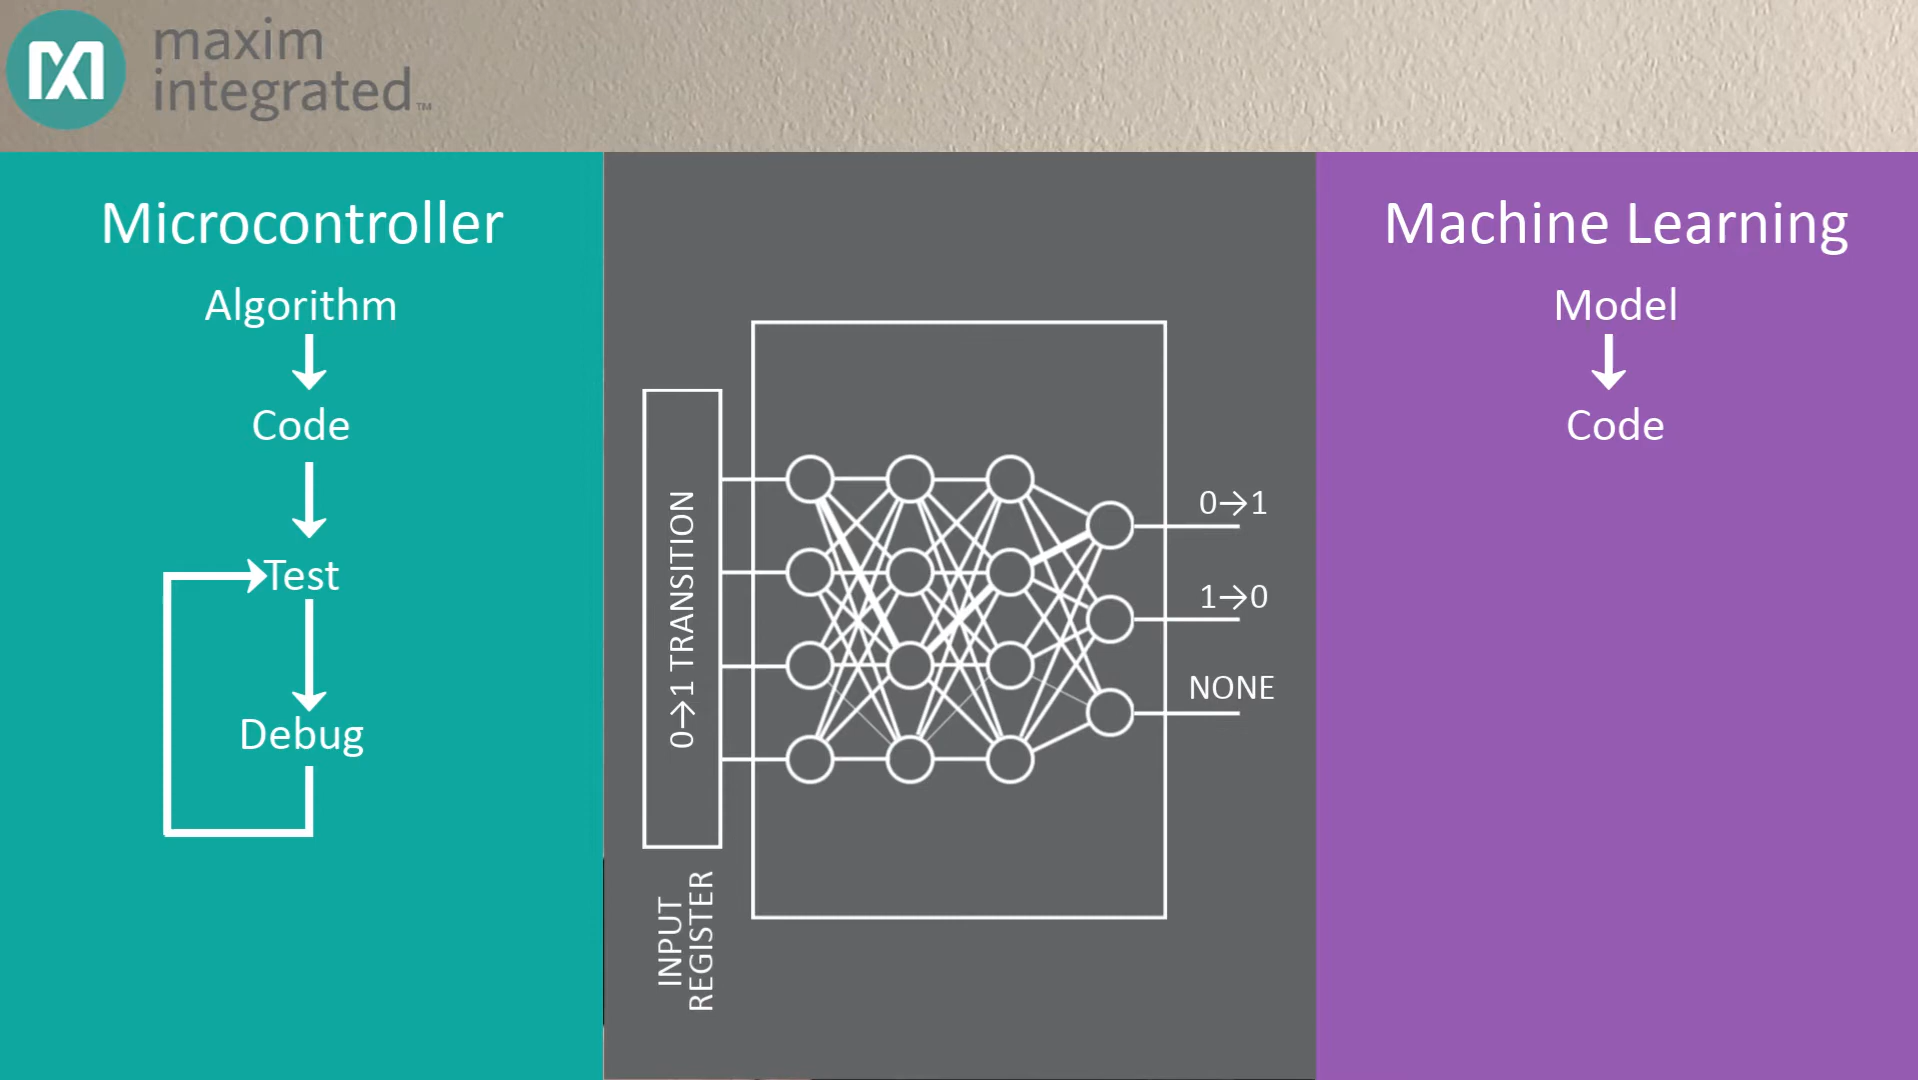 maxim
integrated™
Microcontroller
Algorithm
Code
Test
Debug
0→1 TRANSITION
INPUT
REGISTER
0→1
1→0
NONE
Machine Learning
Model
Code